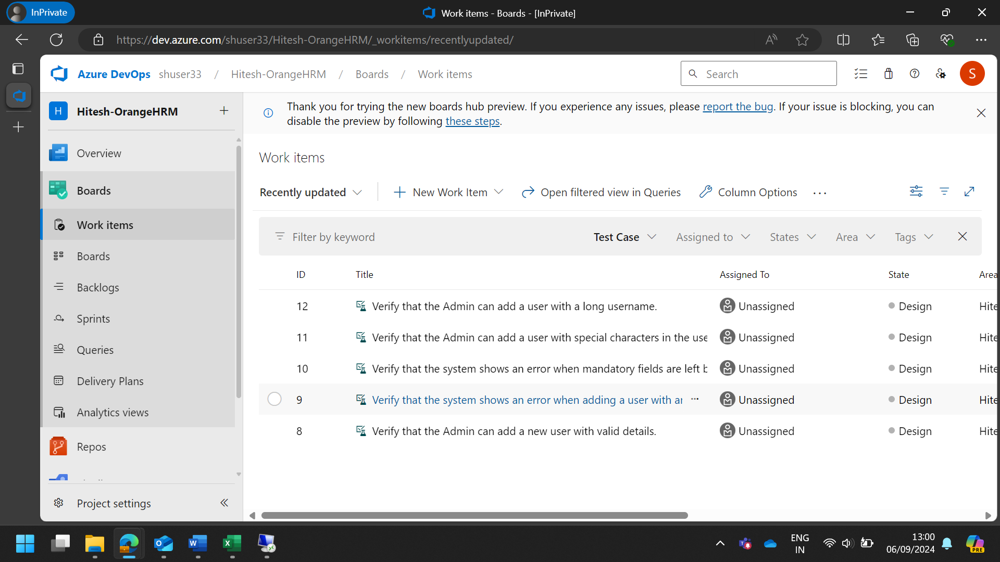 InPrivate
Work items - Boards - [InPrivate]
https://dev.azure.com/shuser33/Hitesh-OrangeHRM/_workitems/recentlyupdated/
Azure DevOps shuser33 / Hitesh-OrangeHRM / Boards / Work items
Search
S
H Hitesh-OrangeHRM
Overview
Boards
Work items
Boards
Backlogs
Sprints
Queries
Delivery Plans
Analytics views
Repos
Project settings
Thank you for trying the new boards hub preview. If you experience any issues, please report the bug. If your issue is blocking, you can
disable the preview by following these steps.
Work items
Recently updated New Work Item Open filtered view in Queries Column Options
Filter by keyword Test Case Assigned to States Area Tags
ID Title Assigned To State Area
12 Verify that the Admin can add a user with a long username. Unassigned Design Hite
11 Verify that the Admin can add a user with special characters in the use Unassigned Design Hite
10 Verify that the system shows an error when mandatory fields are left Unassigned Design Hite
9 Verify that the system shows an error when adding a user with ... Unassigned Design Hite
8 Verify that the Admin can add a new user with valid details. Unassigned Design Hite
ENG
IN
13:00
06/09/2024
PRE